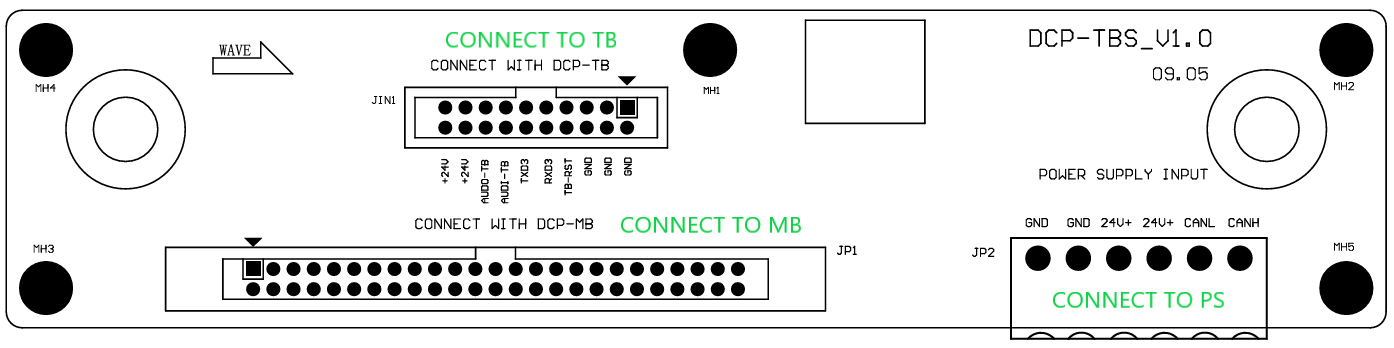 WAVE
CONNECT TO TB
CONNECT WITH DCP-TB
DCP-TBS_V1.0
09.05
MH4
MH1
MH2
JIN1
+24V
+24V
AUDO-TB
AUDI-TB
TXD3
RXD3
TB-RST
GND
GND
GND
POWER SUPPLY INPUT
CONNECT WITH DCP-MB
CONNECT TO MB
GND GND 24V+ 24V+ CANL CANH
MH3
JP1
JP2
MH5
CONNECT TO PS